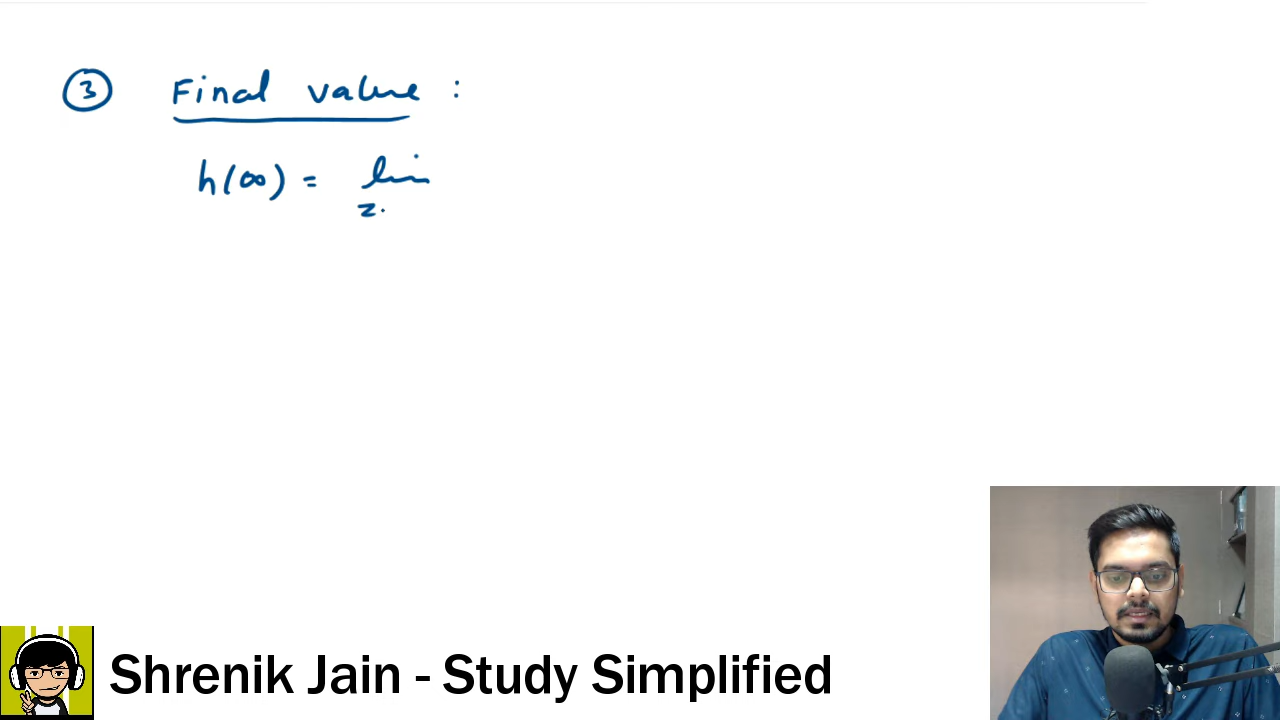 3 Final value :
h(∞) = lim
z.
Shrenik Jain - Study Simplified